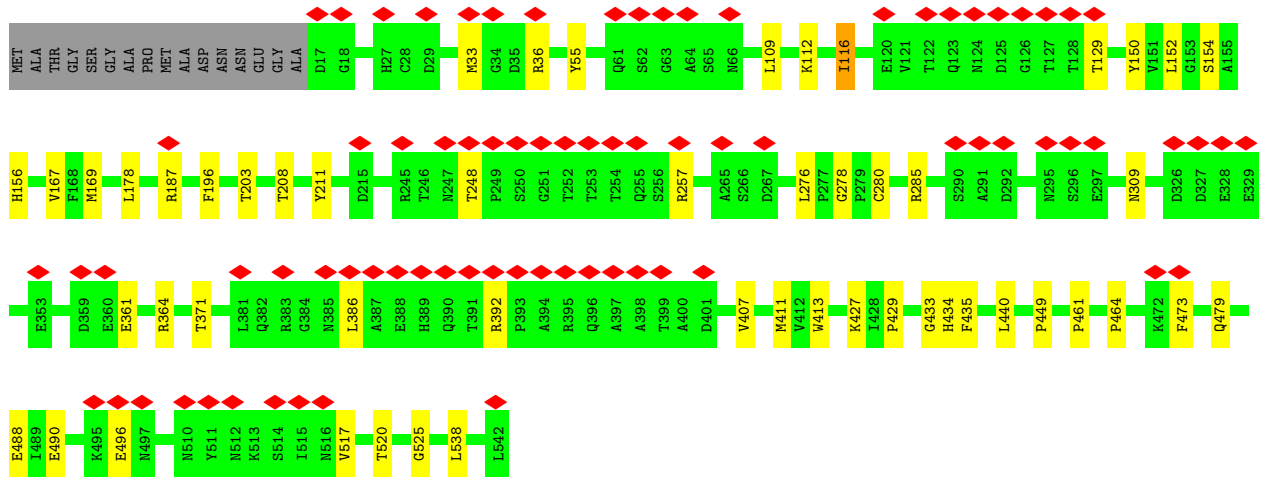 MET ALA THR GLY SER GLY ALA PRO MET ALA ASP ASN ASN GLU GLY ALA D17 G18 H27 C28 D29 M33 G34 D35 R36 Y55 Q61 S62 G63 A64 S65 N66 L109 K112 I116 E120 V121 T122 Q123 N124 D125 G126 T127 T128 T129 Y150 V151 L152 G153 S154 A155
H156 V167 F168 M169 L178 R187 F196 T203 T208 Y211 D215 R245 T246 N247 T248 P249 S250 G251 T252 T253 T254 Q255 S256 R257 A265 S266 D267 L276 P277 G278 P279 C280 R285 S290 A291 D292 N295 S296 E297 N309 D326 D327 E328 E329
E353 D359 E360 E361 R364 T371 L381 Q382 R383 G384 N385 L386 A387 E388 H389 Q390 T391 R392 P393 A394 R395 Q396 A397 A398 T399 A400 D401 V407 M411 V412 W413 K427 I428 P429 G433 H434 F435 L440 P449 P461 P464 K472 F473 Q479
E488 I489 E490 K495 E496 N497 N510 Y511 N512 K513 S514 I515 N516 V517 T520 G525 L538 L542